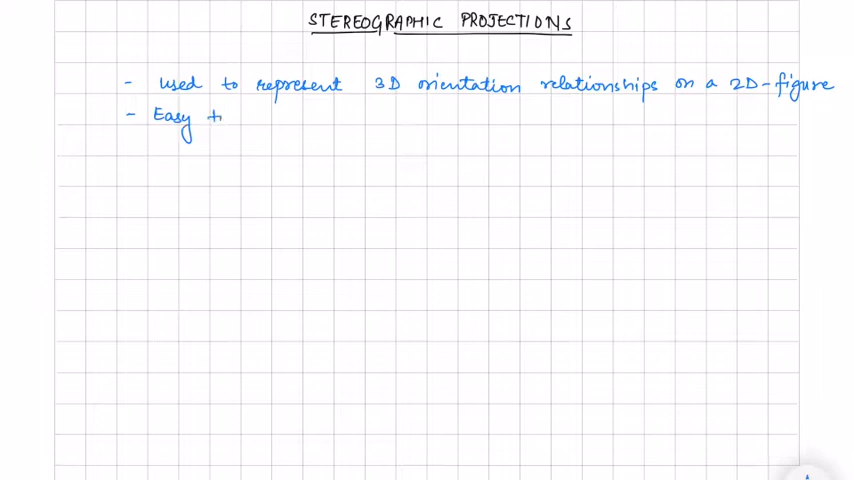 STEREOGRAPHIC PROJECTIONS
- used to represent 3D orientation relationships on a 2D-figure
- Easy t